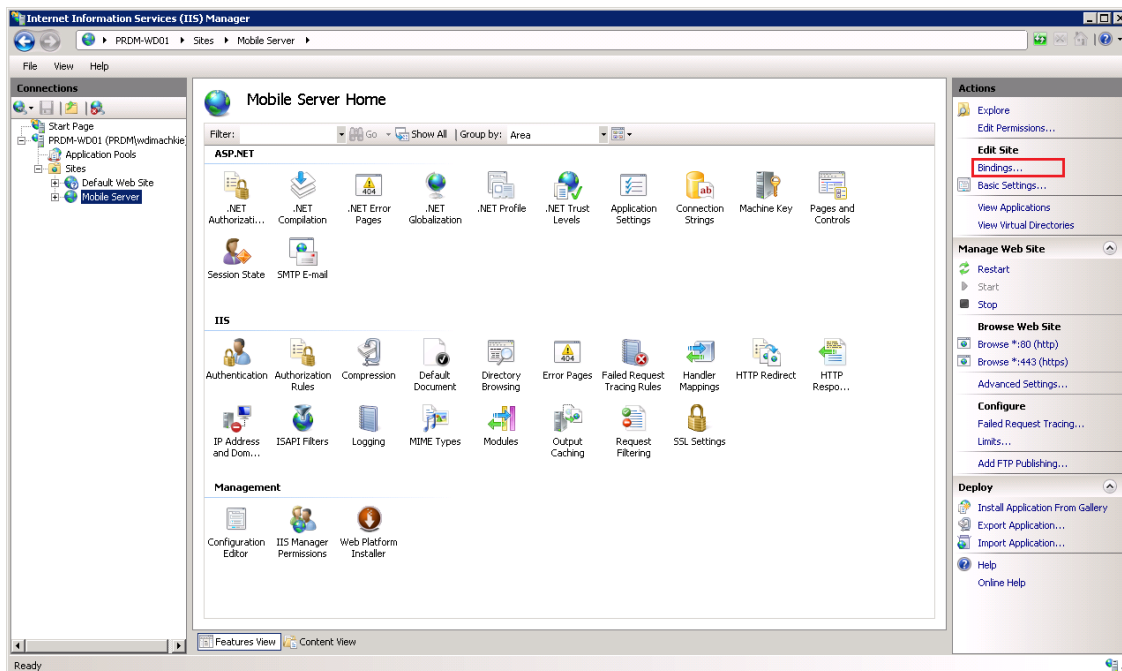 Internet Information Services (IIS) Manager
PRDM-WD01 Sites Mobile Server
File View Help
Connections
Start Page
PRDM-WD01 (PRDM\wdimachkie
Application Pools
Sites
Default Web Site
Mobile Server
Mobile Server Home
Filter: Go Show All Group by: Area
ASP.NET
.NET Authorizati...
.NET Compilation
.NET Error Pages
.NET Globalization
.NET Profile
.NET Trust Levels
Application Settings
Connection Strings
Machine Key
Pages and Controls
Session State
SMTP E-mail
IIS
Authentication
Authorization Rules
Compression
Default Document
Directory Browsing
Error Pages
Failed Request Tracing Rules
Handler Mappings
HTTP Redirect
HTTP Respo...
IP Address and Dom...
ISAPI Filters
Logging
MIME Types
Modules
Output Caching
Request Filtering
SSL Settings
Management
Configuration Editor
IIS Manager Permissions
Web Platform Installer
Features View Content View
Actions
Explore
Edit Permissions...
Edit Site
Bindings...
Basic Settings...
View Applications
View Virtual Directories
Manage Web Site
Restart
Start
Stop
Browse Web Site
Browse *:80 (http)
Browse *:443 (https)
Advanced Settings...
Configure
Failed Request Tracing...
Limits...
Add FTP Publishing...
Deploy
Install Application From Gallery
Export Application...
Import Application...
Help
Online Help
Ready